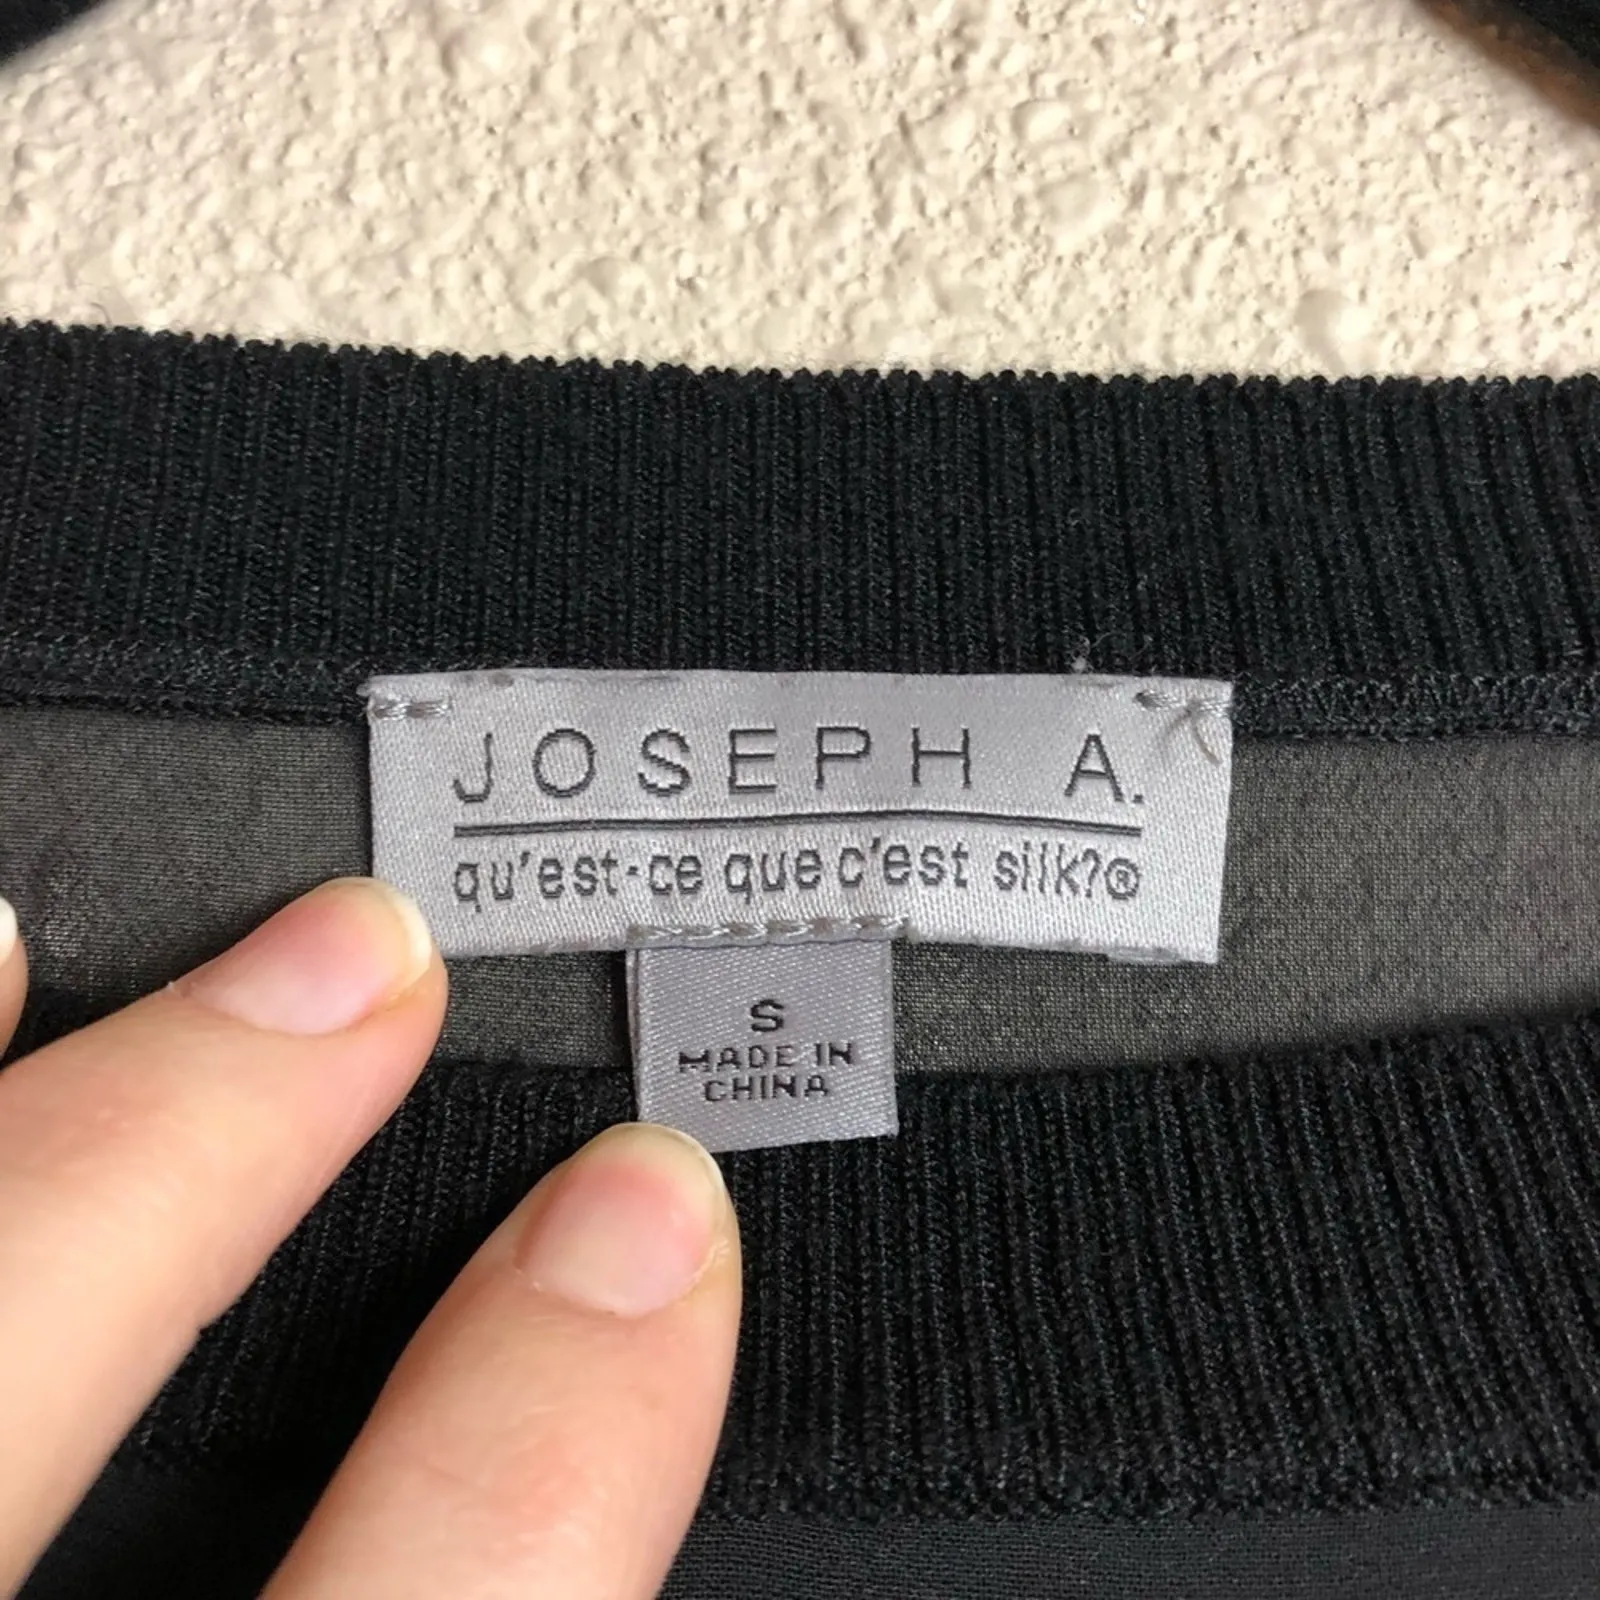 JOSEPH A.
qu'est-ce que c'est silk?®
S
MADE IN
CHINA